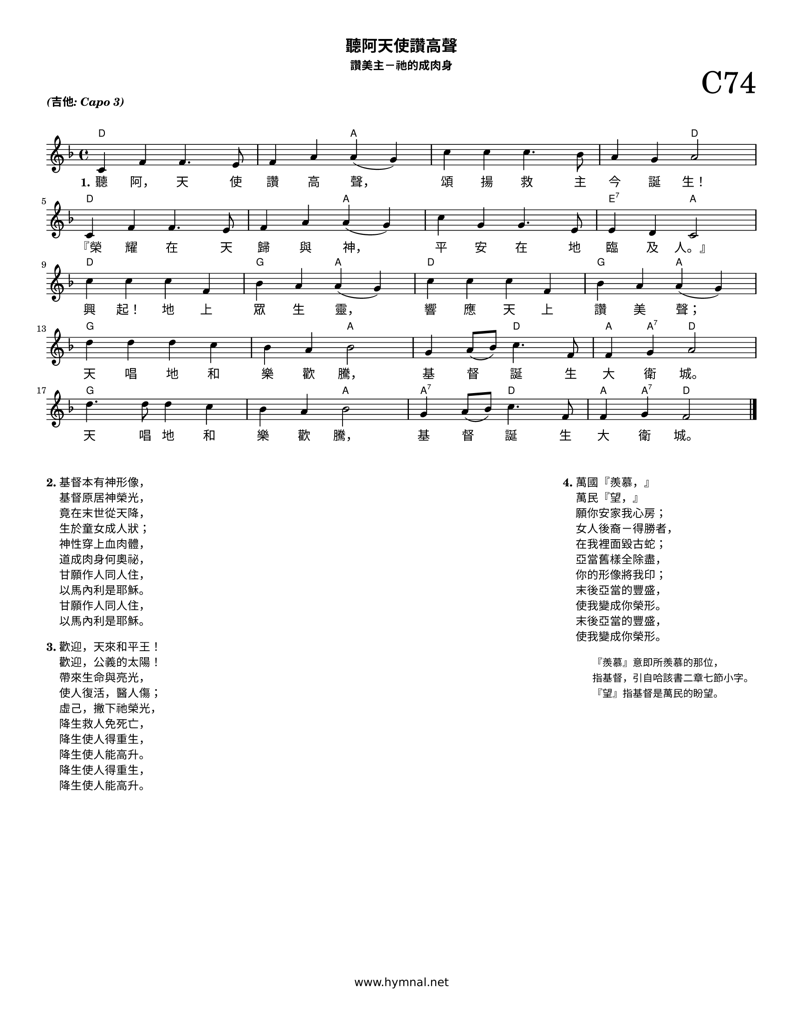 聽阿天使讚高聲
讚美主－祂的成肉身
C74
(吉他: Capo 3)
D A D
1. 聽 阿， 天 使 讚 高 聲， 頌 揚 救 主 今 誕 生！
5 D A E7 A
『榮 耀 在 天 歸 與 神， 平 安 在 地 臨 及 人。』
9 D G A D G A
興 起！ 地 上 眾 生 靈， 響 應 天 上 讚 美 聲；
13 G A D A A7 D
天 唱 地 和 樂 歡 騰， 基 督 誕 生 大 衛 城。
17 G A A7 D A A7 D
天 唱 地 和 樂 歡 騰， 基 督 誕 生 大 衛 城。
2. 基督本有神形像，
基督原居神榮光，
竟在末世從天降，
生於童女成人狀；
神性穿上血肉體，
道成肉身何奧祕，
甘願作人同人住，
以馬內利是耶穌。
甘願作人同人住，
以馬內利是耶穌。
3. 歡迎，天來和平王！
歡迎，公義的太陽！
帶來生命與亮光，
使人復活，醫人傷；
虛己，撇下祂榮光，
降生救人免死亡，
降生使人得重生，
降生使人能高升。
降生使人得重生，
降生使人能高升。
4. 萬國『羨慕，』
萬民『望，』
願你安家我心房；
女人後裔－得勝者，
在我裡面毀古蛇；
亞當舊樣全除盡，
你的形像將我印；
末後亞當的豐盛，
使我變成你榮形。
末後亞當的豐盛，
使我變成你榮形。
『羨慕』意即所羨慕的那位，
指基督，引自哈該書二章七節小字。
『望』指基督是萬民的盼望。
www.hymnal.net